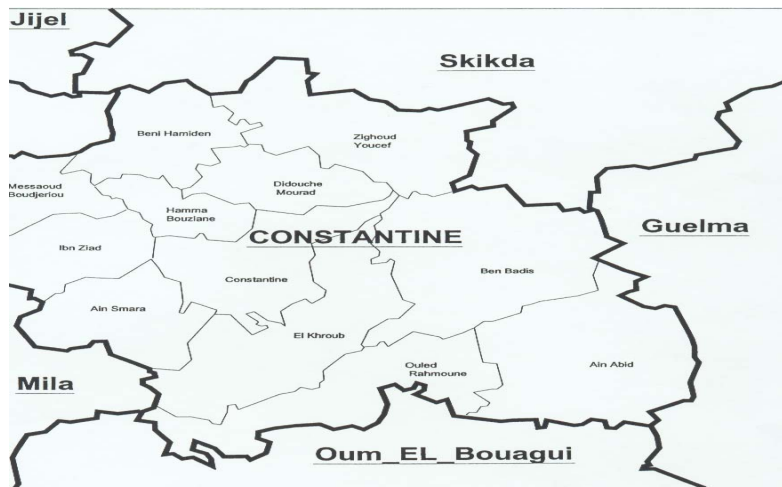 Jijel
Skikda
Beni Hamiden
Zighoud
Youcef
Didouche
Mourad
Messaoud
Boudjeriou
Hamma
Bouziane
Guelma
CONSTANTINE
Ibn Ziad
Constantine
Ben Badis
Ain Smara
El Khroub
Ouled
Rahmoune
Ain Abid
Mila
Oum_EL_Bouagui